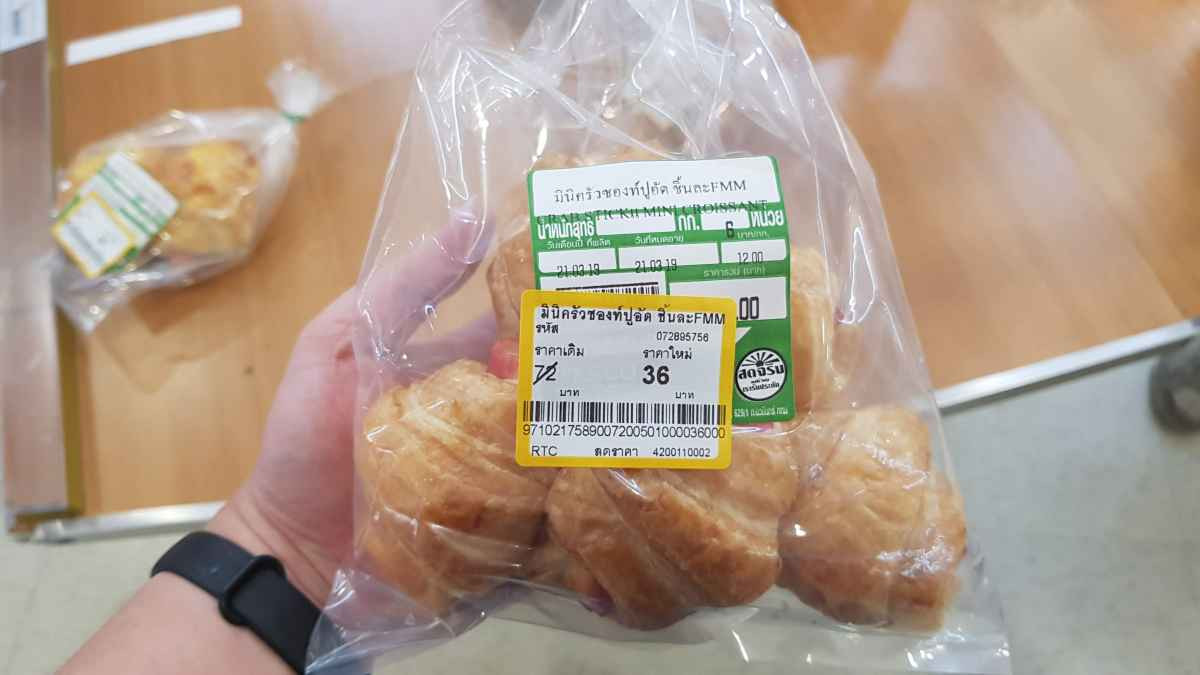 มินิครัวซองท์ปูอัด ชิ้นละFMM
CRAB STICKII MINI CROISSANT
น้ำหนักสุทธิ กก. 6 หน่วย
วันเดือนปี ที่ผลิต วันที่หมดอายุ บาท/กก.
21.03.19 21.03.19 12.00
ราคารวม (บาท)
.00
มินิครัวซองท์ปูอัด ชิ้นละFMM
รหัส 072895756
ราคาเดิม ราคาใหม่
72 36
บาท บาท
9710217589007200501000036000
RTC ลดราคา 4200110002
สดจริง